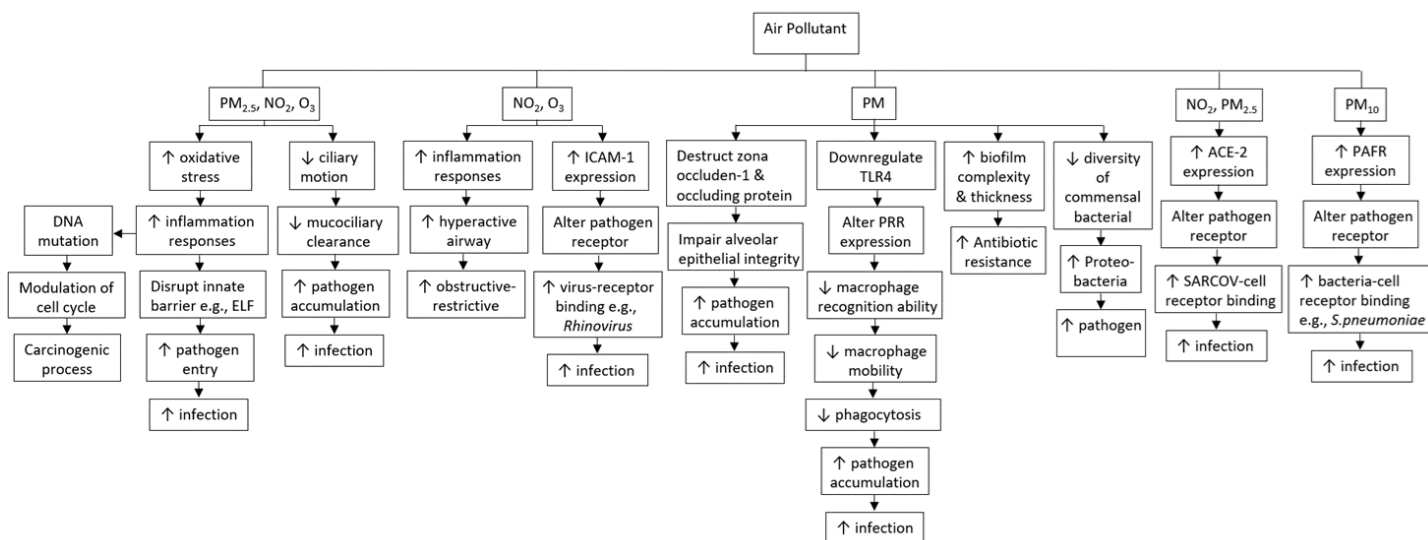 Air Pollutant
PM₂.₅, NO₂, O₃
NO₂, O₃
PM
NO₂, PM₂.₅
PM₁₀
↑ oxidative
stress
↑ inflammation
responses
Disrupt innate
barrier e.g., ELF
↑ pathogen
entry
↑ infection
DNA
mutation
Modulation of
cell cycle
Carcinogenic
process
↓ ciliary
motion
↓ mucociliary
clearance
↑ pathogen
accumulation
↑ infection
↑ inflammation
responses
↑ hyperactive
airway
↑ obstructive-
restrictive
↑ ICAM-1
expression
Alter pathogen
receptor
↑ virus-receptor
binding e.g.,
Rhinovirus
↑ infection
Destruct zona
occluden-1 &
occluding protein
Impair alveolar
epithelial integrity
↑ pathogen
accumulation
↑ infection
Downregulate
TLR4
Alter PRR
expression
↓ macrophage
recognition ability
↓ macrophage
mobility
↓ phagocytosis
↑ pathogen
accumulation
↑ infection
↑ biofilm
complexity
& thickness
↑ Antibiotic
resistance
↓ diversity
of
commensal
bacterial
↑ Proteo-
bacteria
↑ pathogen
↑ ACE-2
expression
Alter pathogen
receptor
↑ SARCOV-cell
receptor binding
↑ infection
↑ PAFR
expression
Alter pathogen
receptor
↑ bacteria-cell
receptor binding
e.g., S.pneumoniae
↑ infection